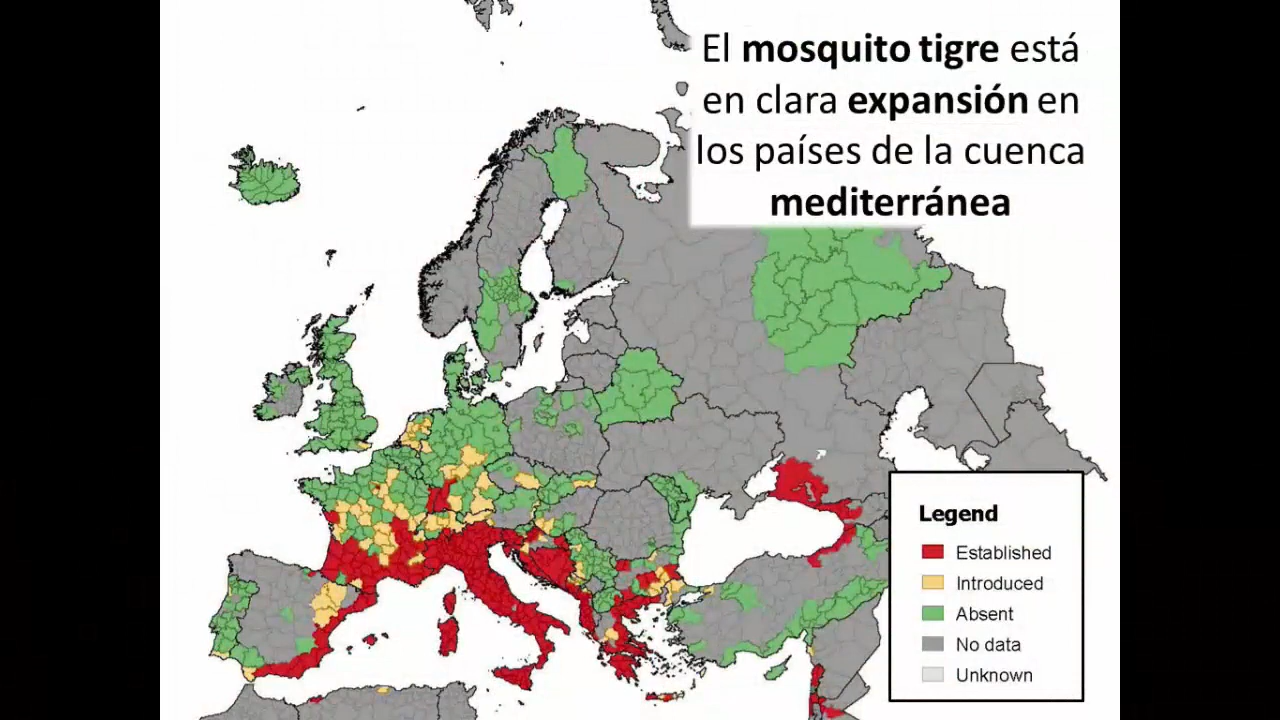 El mosquito tigre está
en clara expansión en
los países de la cuenca
mediterránea
Legend
Established
Introduced
Absent
No data
Unknown